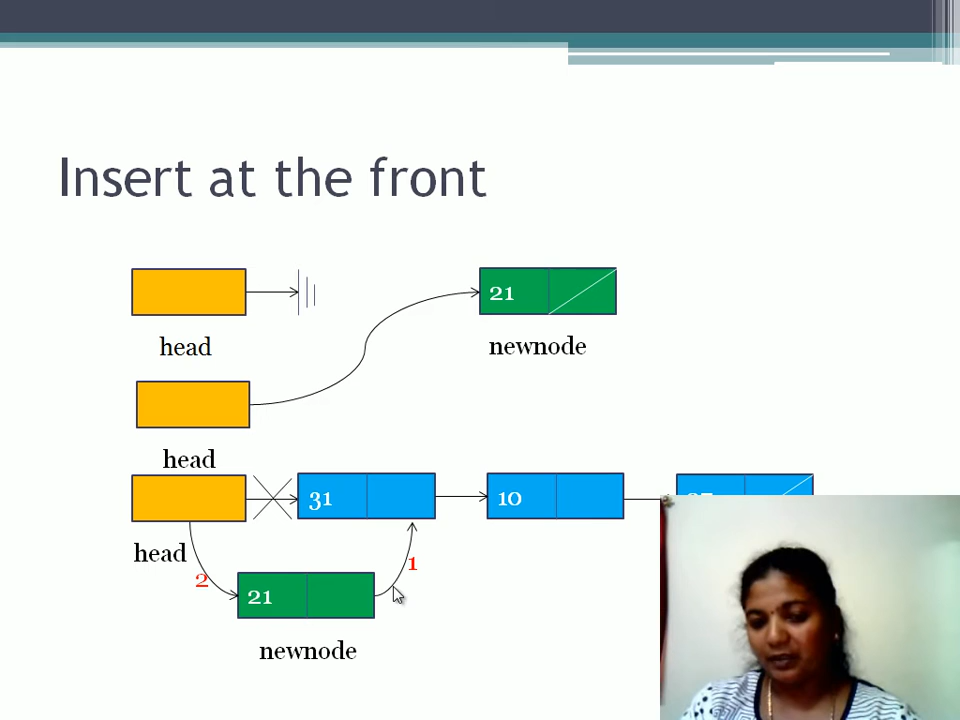 Insert at the front
21
head
newnode
head
31
10
head
2
1
21
newnode